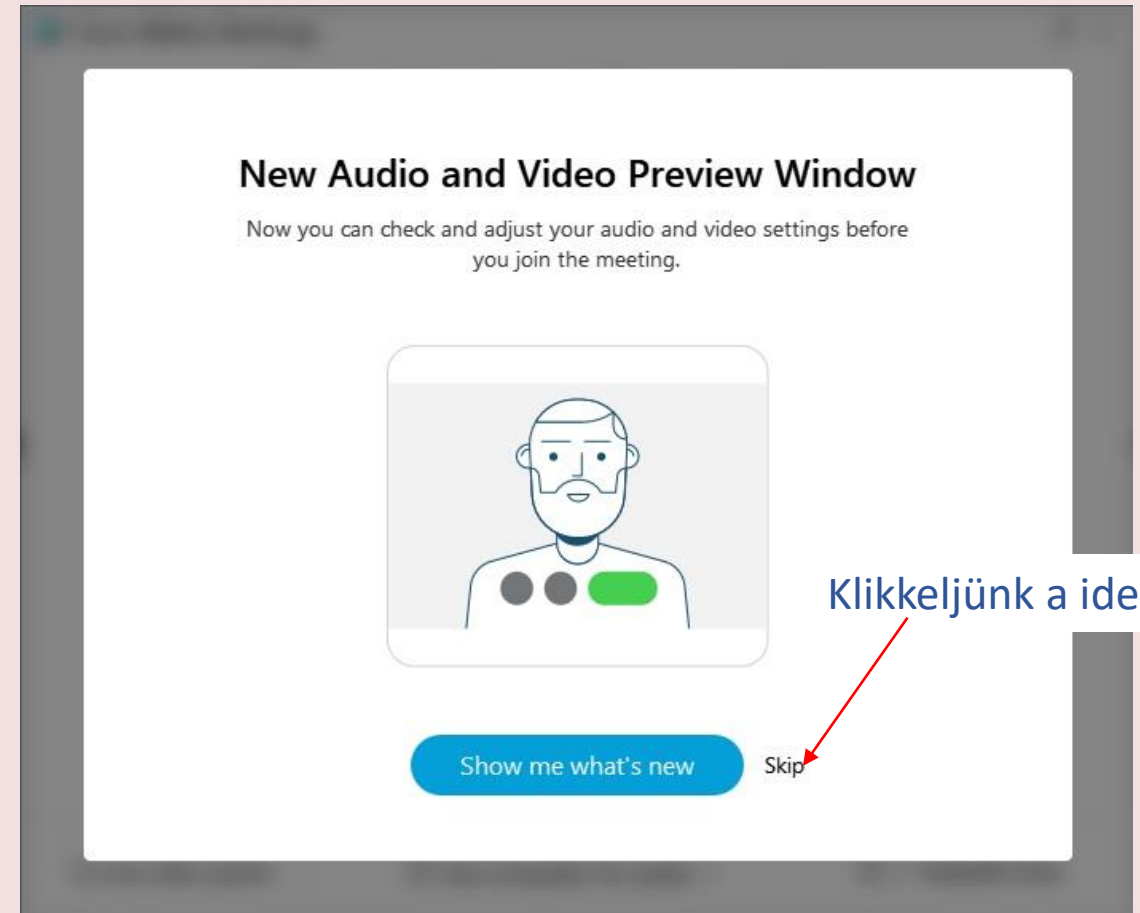 New Audio and Video Preview Window
Now you can check and adjust your audio and video settings before
you join the meeting.
Klikkeljünk a ide
Show me what's new
Skip